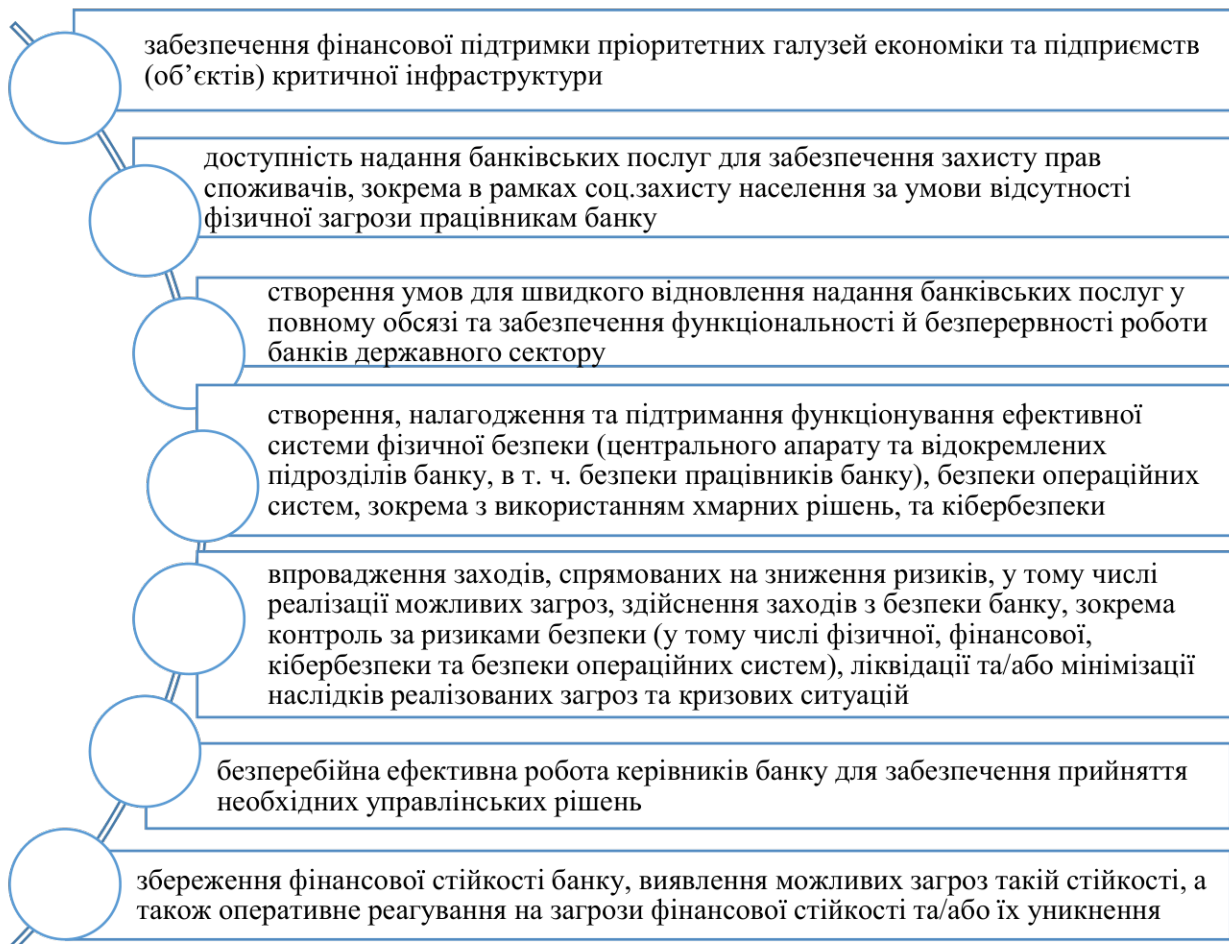 забезпечення фінансової підтримки пріоритетних галузей економіки та підприємств
(об’єктів) критичної інфраструктури
доступність надання банківських послуг для забезпечення захисту прав
споживачів, зокрема в рамках соц.захисту населення за умови відсутності
фізичної загрози працівникам банку
створення умов для швидкого відновлення надання банківських послуг у
повному обсязі та забезпечення функціональності й безперервності роботи
банків державного сектору
створення, налагодження та підтримання функціонування ефективної
системи фізичної безпеки (центрального апарату та відокремлених
підрозділів банку, в т. ч. безпеки працівників банку), безпеки операційних
систем, зокрема з використанням хмарних рішень, та кібербезпеки
впровадження заходів, спрямованих на зниження ризиків, у тому числі
реалізації можливих загроз, здійснення заходів з безпеки банку, зокрема
контроль за ризиками безпеки (у тому числі фізичної, фінансової,
кібербезпеки та безпеки операційних систем), ліквідації та/або мінімізації
наслідків реалізованих загроз та кризових ситуацій
безперебійна ефективна робота керівників банку для забезпечення прийняття
необхідних управлінських рішень
збереження фінансової стійкості банку, виявлення можливих загроз такій стійкості, а
також оперативне реагування на загрози фінансової стійкості та/або їх уникнення